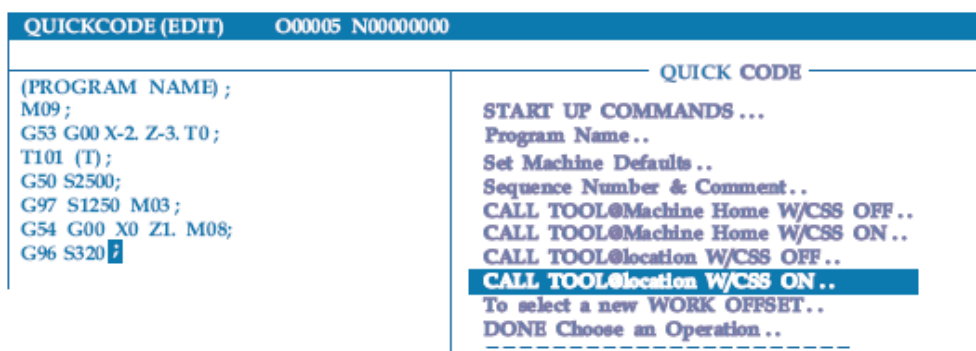 QUICKCODE (EDIT) O00005 N00000000
(PROGRAM NAME) ;
M09 ;
G53 G00 X-2. Z-3. T0 ;
T101 (T) ;
G50 S2500;
G97 S1250 M03 ;
G54 G00 X0 Z1. M08;
G96 S320 ;
QUICK CODE
START UP COMMANDS ...
Program Name ..
Set Machine Defaults ..
Sequence Number & Comment ..
CALL TOOL@Machine Home W/CSS OFF ..
CALL TOOL@Machine Home W/CSS ON ..
CALL TOOL@location W/CSS OFF ..
CALL TOOL@location W/CSS ON ..
To select a new WORK OFFSET ..
DONE Choose an Operation ..